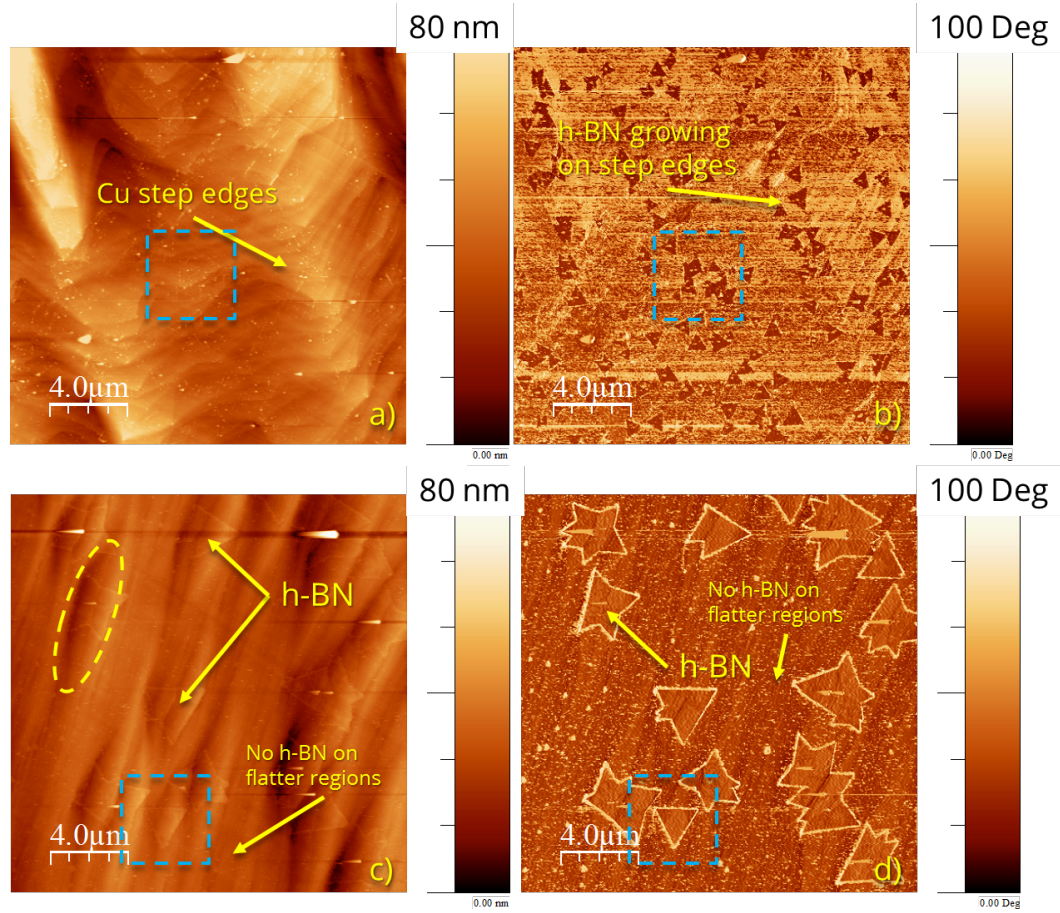 80 nm
100 Deg
Cu step edges
h-BN growing
on step edges
4.0μm
a)
4.0μm
b)
0.00 nm
0.00 Deg
80 nm
100 Deg
h-BN
No h-BN on
flatter regions
4.0μm
c)
No h-BN on
flatter regions
h-BN
4.0μm
d)
0.00 nm
0.00 Deg